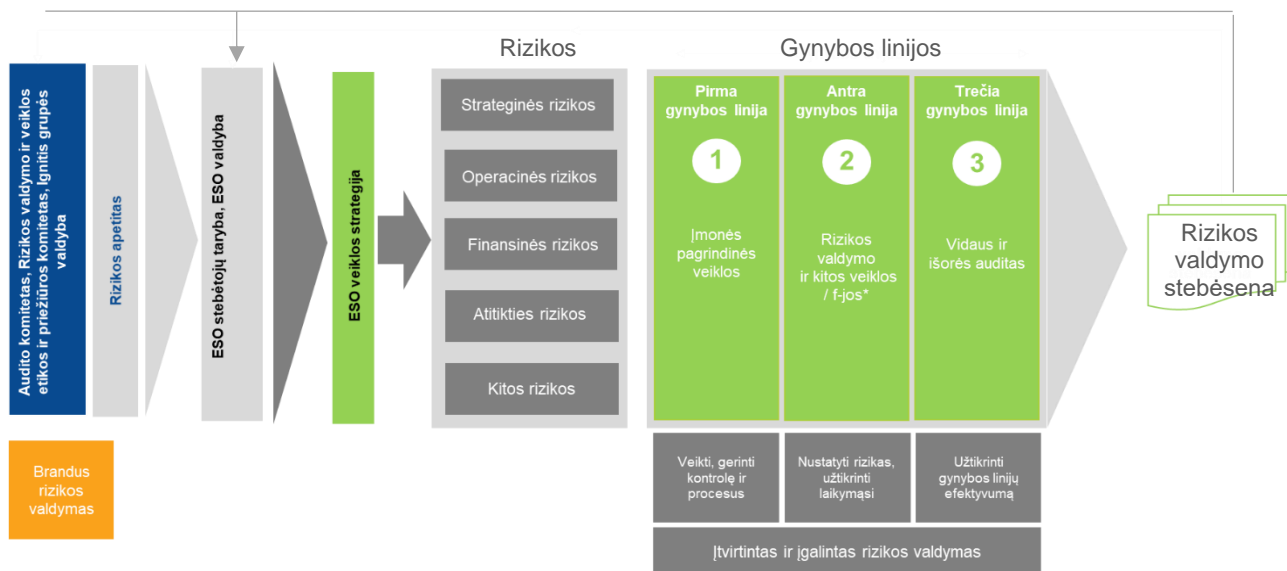 Rizikos
Gynybos linijos
Audito komitetas, Rizikos valdymo ir veiklos
etikos ir priežiūros komitetas, Ignitis grupės
valdyba
Rizikos apetitas
ESO stebėtojų taryba, ESO valdyba
ESO veiklos strategija
Strateginės rizikos
Operacinės rizikos
Finansinės rizikos
Atitikties rizikos
Kitos rizikos
Pirma
gynybos linija
1
Įmonės
pagrindinės
veiklos
Antra
gynybos linija
2
Rizikos
valdymo
ir kitos veiklos
/ f-jos*
Trečia
gynybos linija
3
Vidaus ir
išorės auditas
Rizikos
valdymo
stebėsena
Brandus
rizikos
valdymas
Veikti, gerinti
kontrolę ir
procesus
Nustatyti rizikas,
užtikrinti
laikymąsi
Užtikrinti
gynybos linijų
efektyvumą
Įtvirtintas ir įgalintas rizikos valdymas